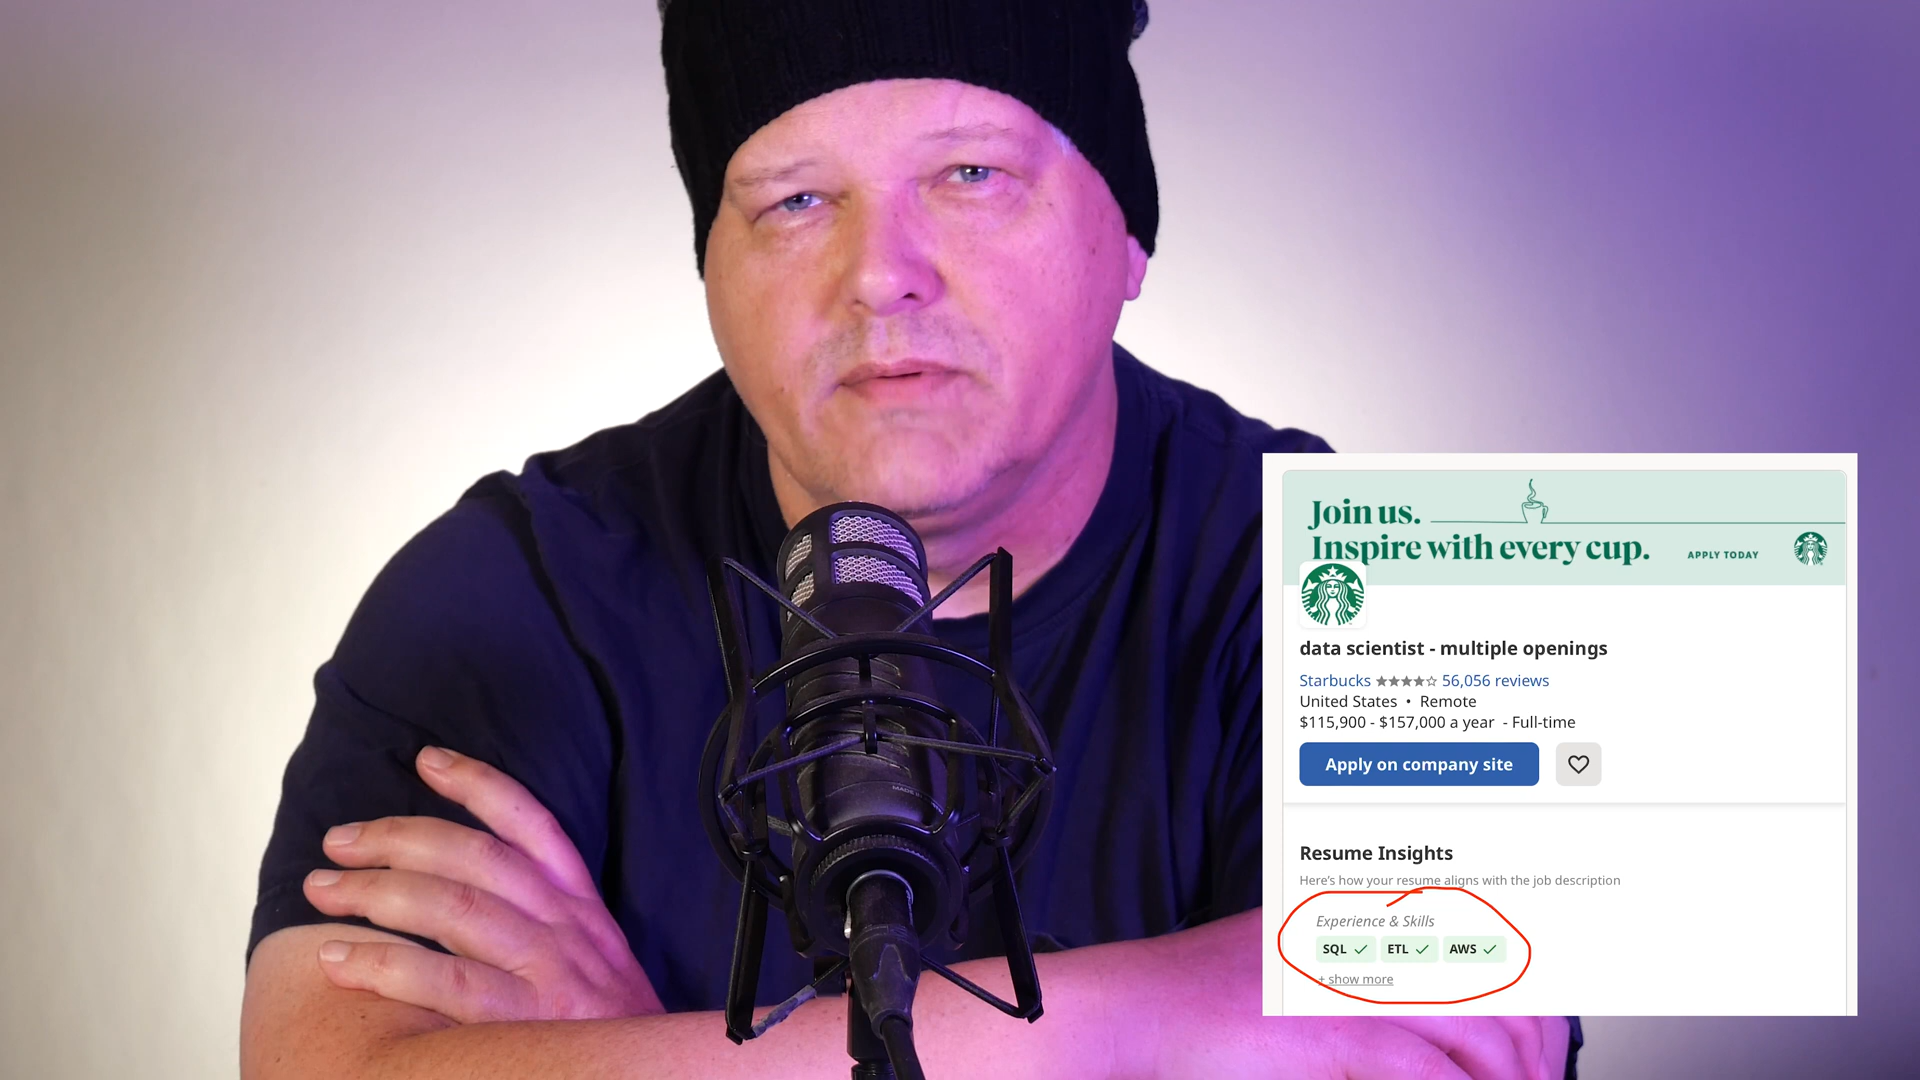 Join us.
Inspire with every cup.
APPLY TODAY
data scientist - multiple openings
Starbucks ★★★★☆ 56,056 reviews
United States • Remote
$115,900 - $157,000 a year - Full-time
Apply on company site
Resume Insights
Here's how your resume aligns with the job description
Experience & Skills
SQL ✓ ETL ✓ AWS ✓
+ show more
MADE